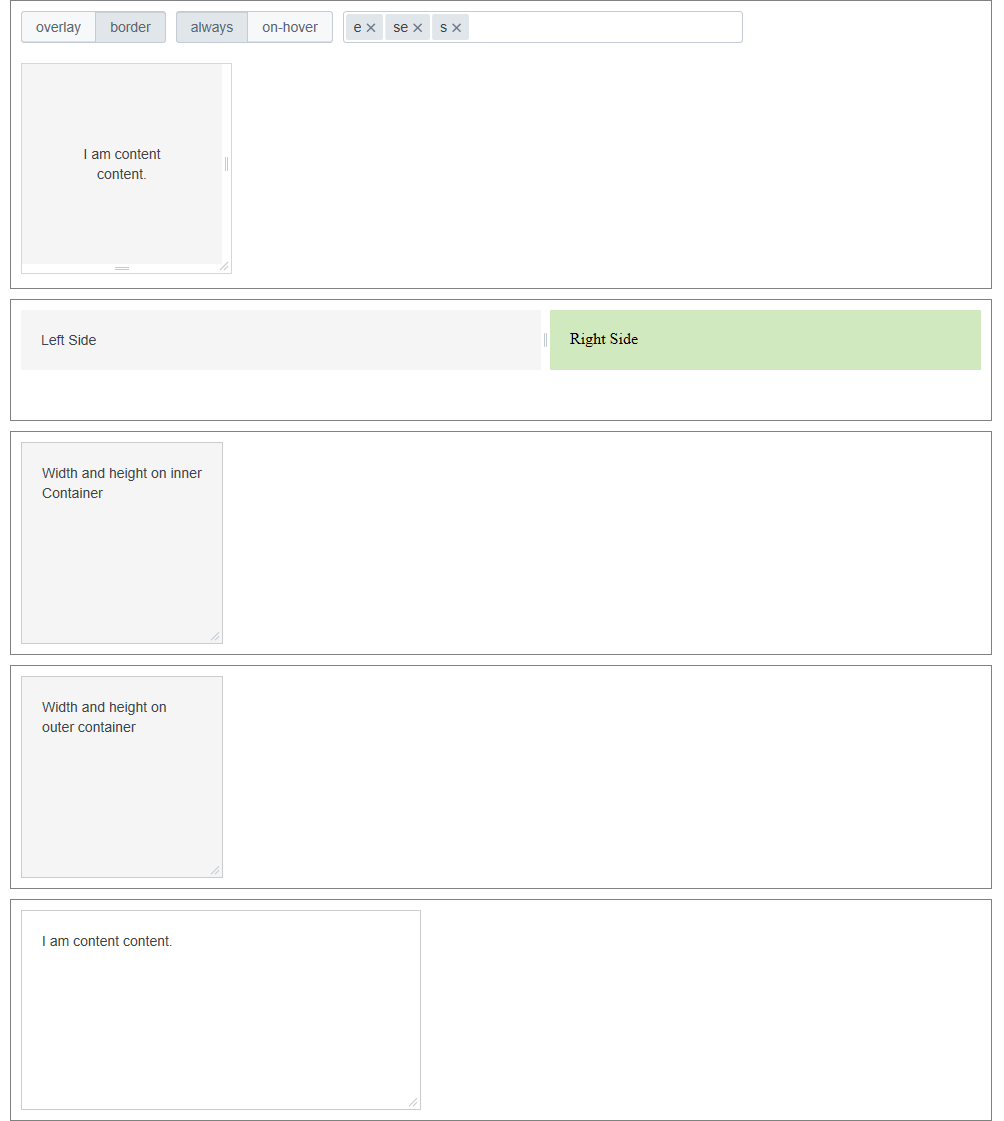 overlay border always on-hover e se s
I am content
content.
Left Side Right Side
Width and height on inner
Container
Width and height on
outer container
I am content content.